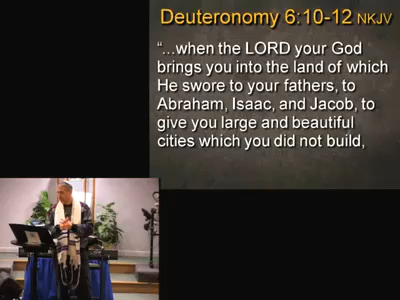 Deuteronomy 6:10-12 NKJV
“...when the LORD your God
brings you into the land of which
He swore to your fathers, to
Abraham, Isaac, and Jacob, to
give you large and beautiful
cities which you did not build,